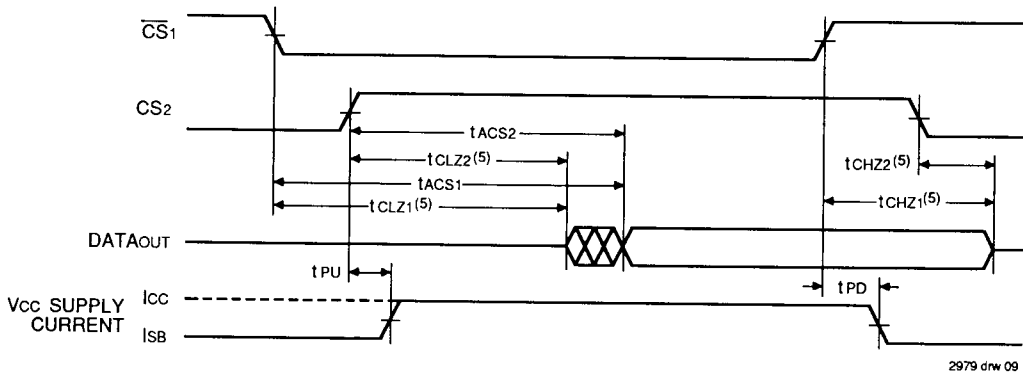 CS1
CS2
tACS2
tCLZ2(5)
tCHZ2(5)
tACS1
tCHZ1(5)
tCLZ1(5)
DATAOUT
tPU
tPD
VCC SUPPLY CURRENT
ICC
ISB
2979 drw 09